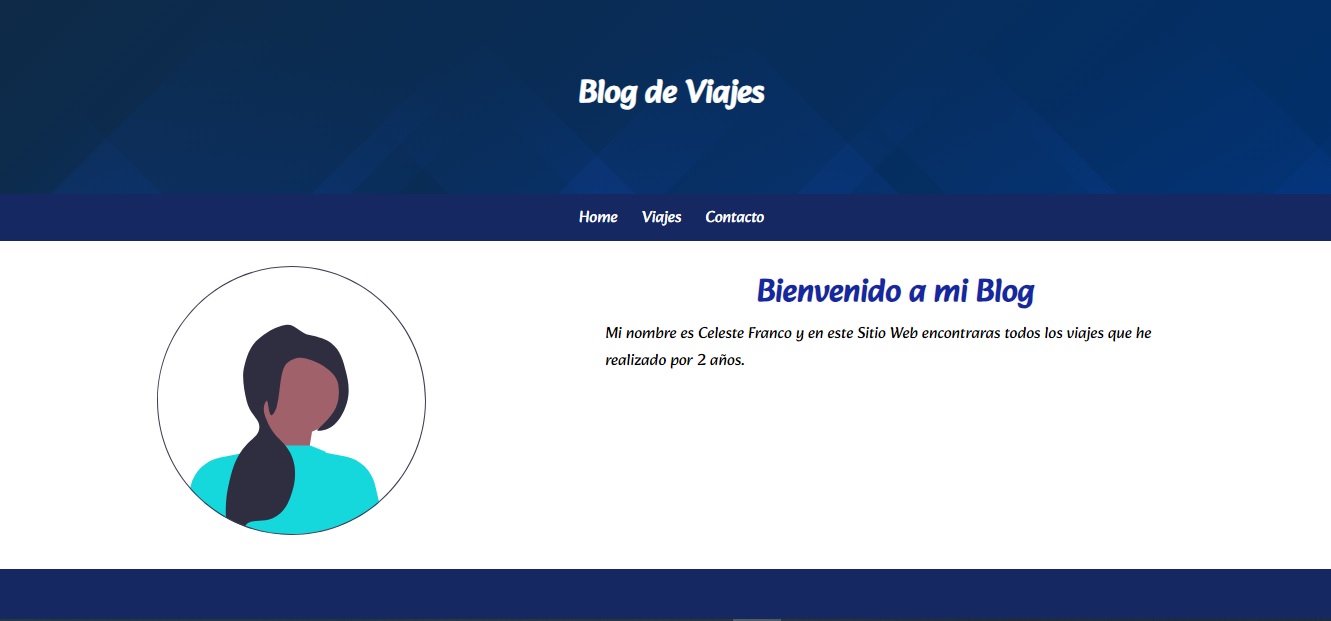 Blog de Viajes
Home Viajes Contacto
Bienvenido a mi Blog
Mi nombre es Celeste Franco y en este Sitio Web encontraras todos los viajes que he
realizado por 2 años.